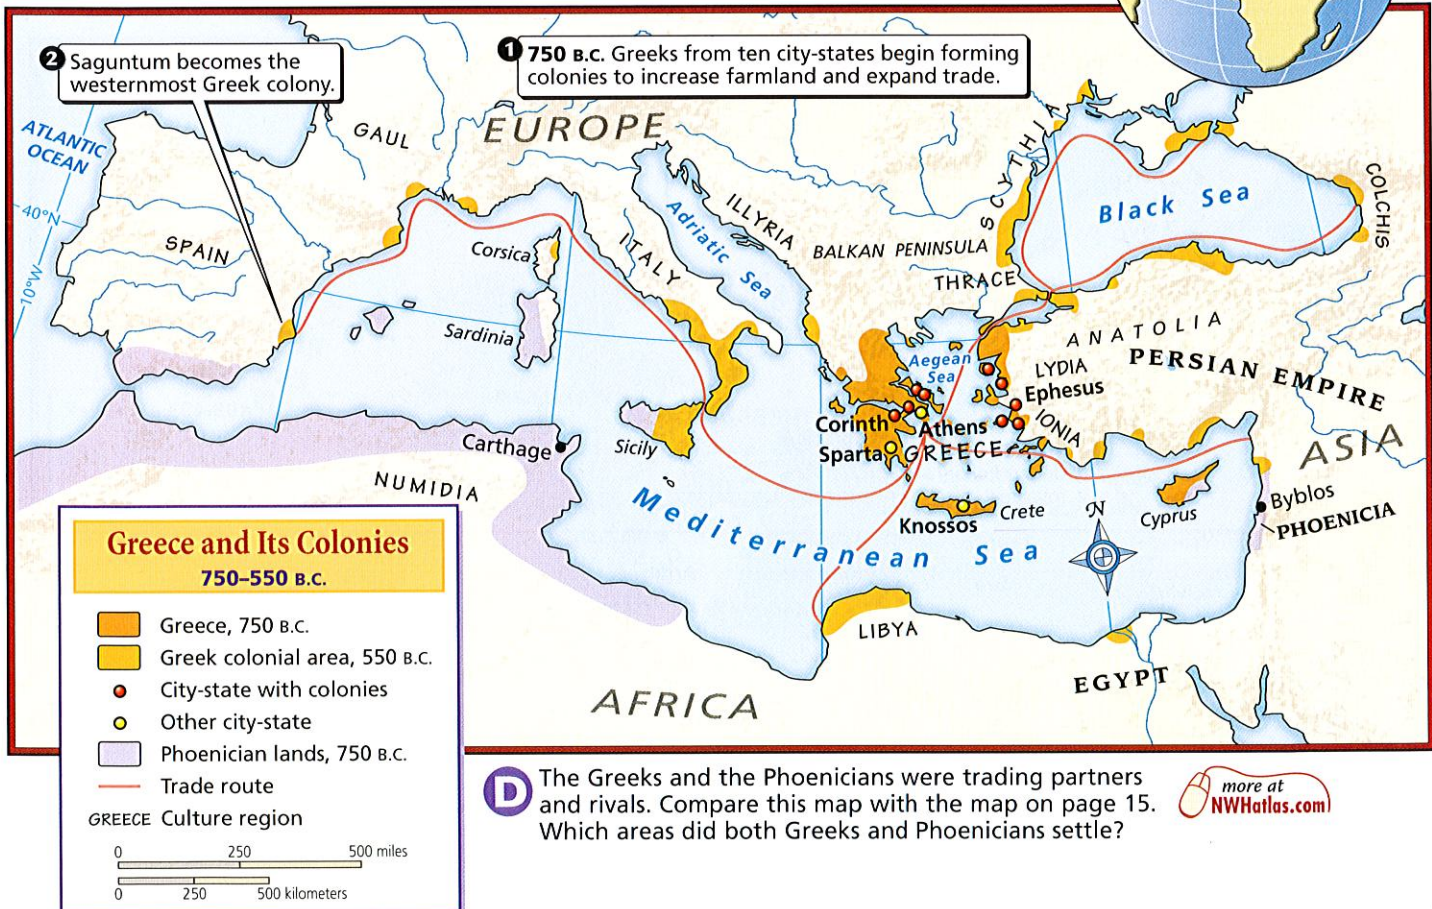 2 Saguntum becomes the
westernmost Greek colony.
1 750 B.C. Greeks from ten city-states begin forming
colonies to increase farmland and expand trade.
ATLANTIC
OCEAN
GAUL
EUROPE
SCYTHIA
COLCHIS
Black Sea
40°N
10°W
SPAIN
Corsica
ITALY
Adriatic Sea
ILLYRIA
BALKAN PENINSULA
THRACE
Sardinia
Aegean
Sea
ANATOLIA
LYDIA
PERSIAN EMPIRE
Ephesus
IONIA
Corinth
Athens
Sparta
GREECE
ASIA
Carthage
Sicily
NUMIDIA
Mediterranean Sea
Knossos
Crete
N
Cyprus
Byblos
PHOENICIA
LIBYA
EGYPT
AFRICA
Greece and Its Colonies
750–550 B.C.
Greece, 750 B.C.
Greek colonial area, 550 B.C.
City-state with colonies
Other city-state
Phoenician lands, 750 B.C.
Trade route
GREECE Culture region
0 250 500 miles
0 250 500 kilometers
D The Greeks and the Phoenicians were trading partners
and rivals. Compare this map with the map on page 15.
Which areas did both Greeks and Phoenicians settle?
more at
NWHatlas.com